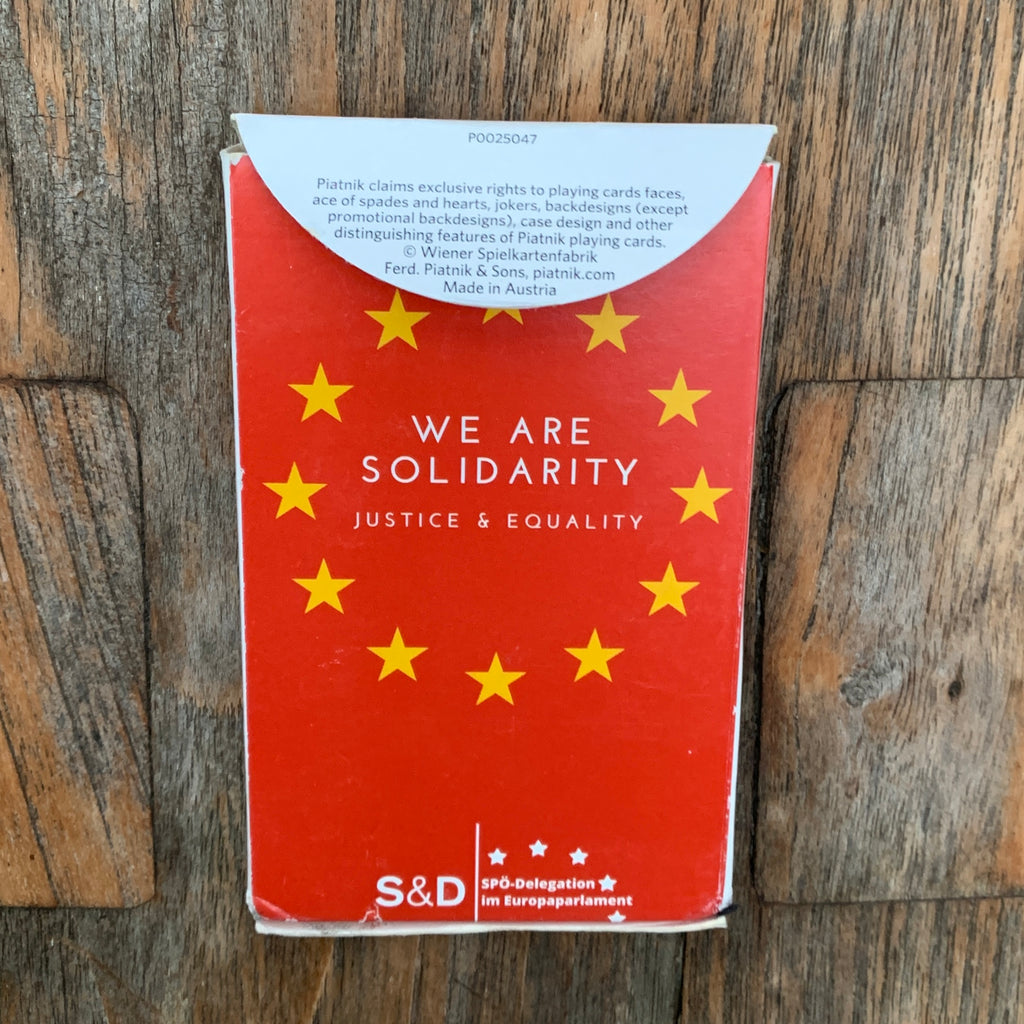 P0025047
Piatnik claims exclusive rights to playing cards faces,
ace of spades and hearts, jokers, backdesigns (except
promotional backdesigns), case design and other
distinguishing features of Piatnik playing cards.
© Wiener Spielkartenfabrik
Ferd. Piatnik & Sons, piatnik.com
Made in Austria
WE ARE
SOLIDARITY
JUSTICE & EQUALITY
S&D
SPÖ-Delegation
im Europaparlament